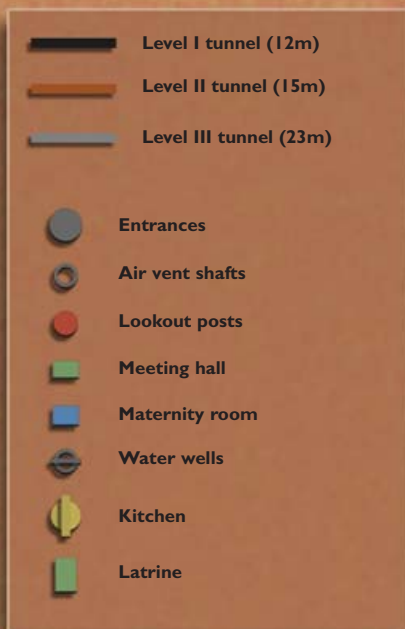 Level I tunnel (12m)
Level II tunnel (15m)
Level III tunnel (23m)
Entrances
Air vent shafts
Lookout posts
Meeting hall
Maternity room
Water wells
Kitchen
Latrine